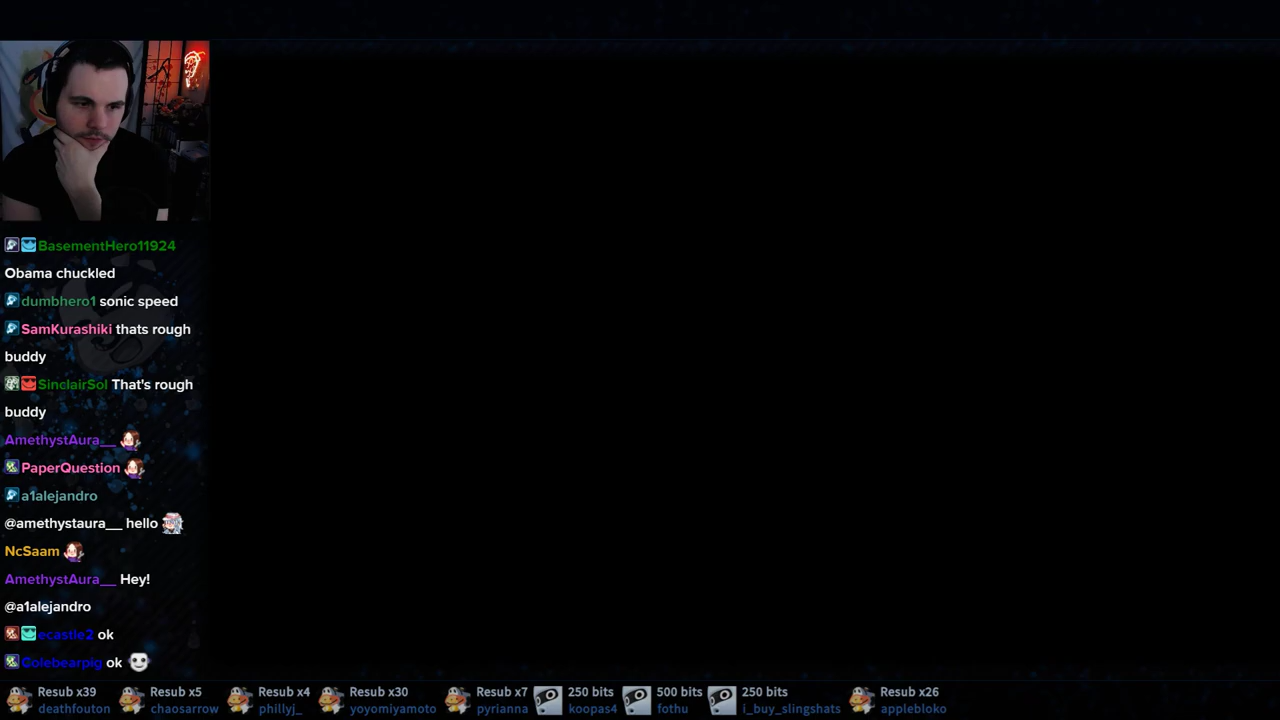 BasementHero11924
Obama chuckled
dumbhero1 sonic speed
SamKurashiki thats rough
buddy
SinclairSol That's rough
buddy
AmethystAura__
PaperQuestion
a1alejandro
@amethystaura__ hello
NcSaam
AmethystAura__ Hey!
@a1alejandro
ecastle2 ok
Colebearpig ok
Resub x39 Resub x5 Resub x4 Resub x30 Resub x7 250 bits 500 bits 250 bits Resub x26
deathfouton chaosarrow phillyj_ yoyomiyamoto pyrianna koopas4 fothu i_buy_slingshats applebloko